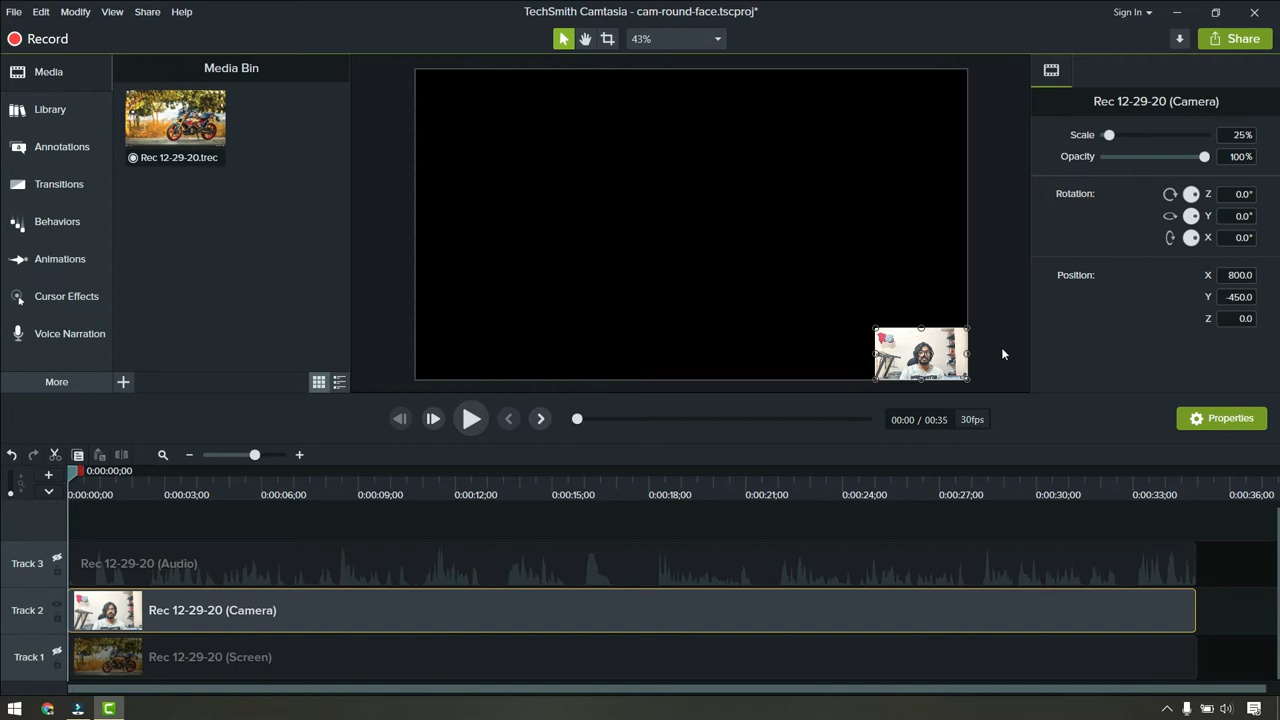 File Edit Modify View Share Help TechSmith Camtasia - cam-round-face.tscproj* Sign In
Record 43% Share
Media
Library
Annotations
Transitions
Behaviors
Animations
Cursor Effects
Voice Narration
More
Media Bin
Rec 12-29-20.trec
Rec 12-29-20 (Camera)
Scale 25%
Opacity 100%
Rotation: Z 0.0°
Y 0.0°
X 0.0°
Position: X 800.0
Y -450.0
Z 0.0
00:00 / 00:35 30fps
Properties
0:00:00;00
0:00:00;00 0:00:03;00 0:00:06;00 0:00:09;00 0:00:12;00 0:00:15;00 0:00:18;00 0:00:21;00 0:00:24;00 0:00:27;00 0:00:30;00 0:00:33;00 0:00:36;00
Track 3 Rec 12-29-20 (Audio)
Track 2 Rec 12-29-20 (Camera)
Track 1 Rec 12-29-20 (Screen)